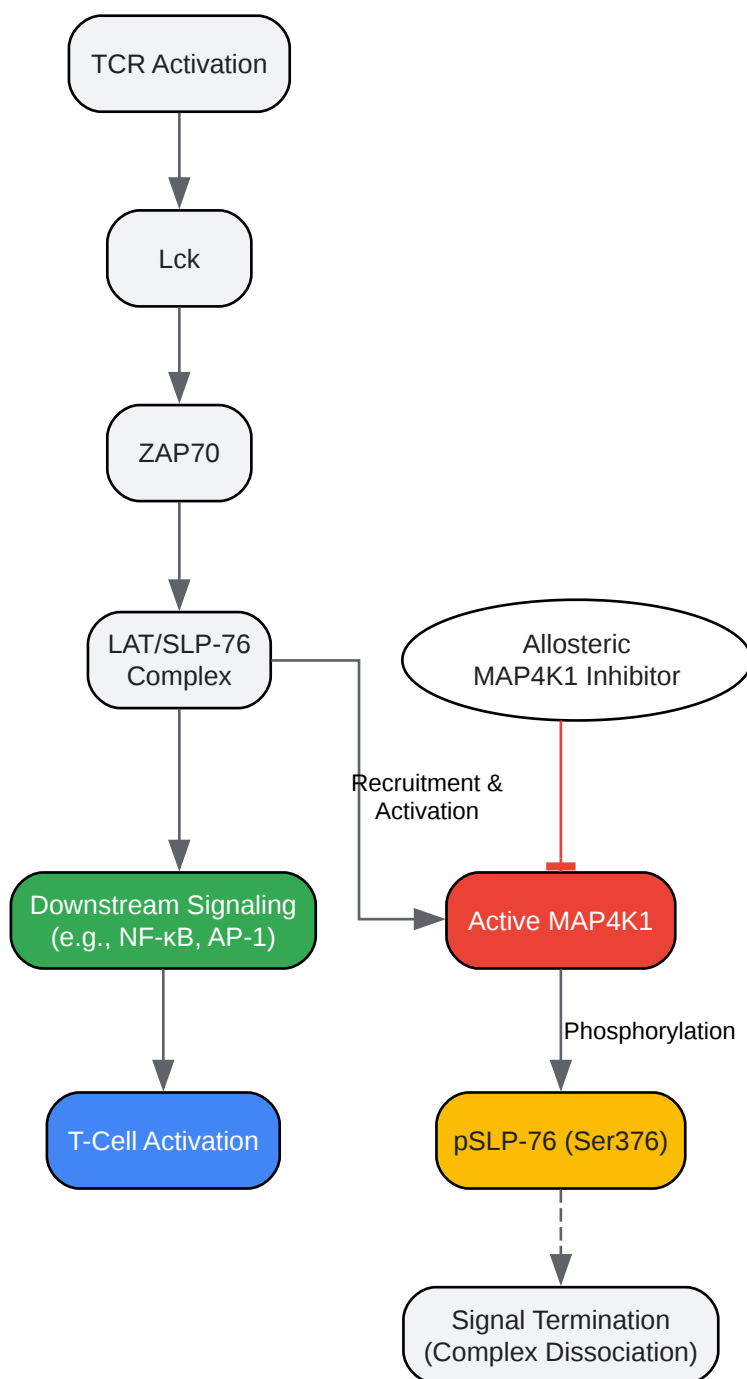 TCR Activation
Lck
ZAP70
LAT/SLP-76
Complex
Allosteric
MAP4K1 Inhibitor
Recruitment &
Activation
Downstream Signaling
(e.g., NF-κB, AP-1)
Active MAP4K1
Phosphorylation
T-Cell Activation
pSLP-76 (Ser376)
Signal Termination
(Complex Dissociation)